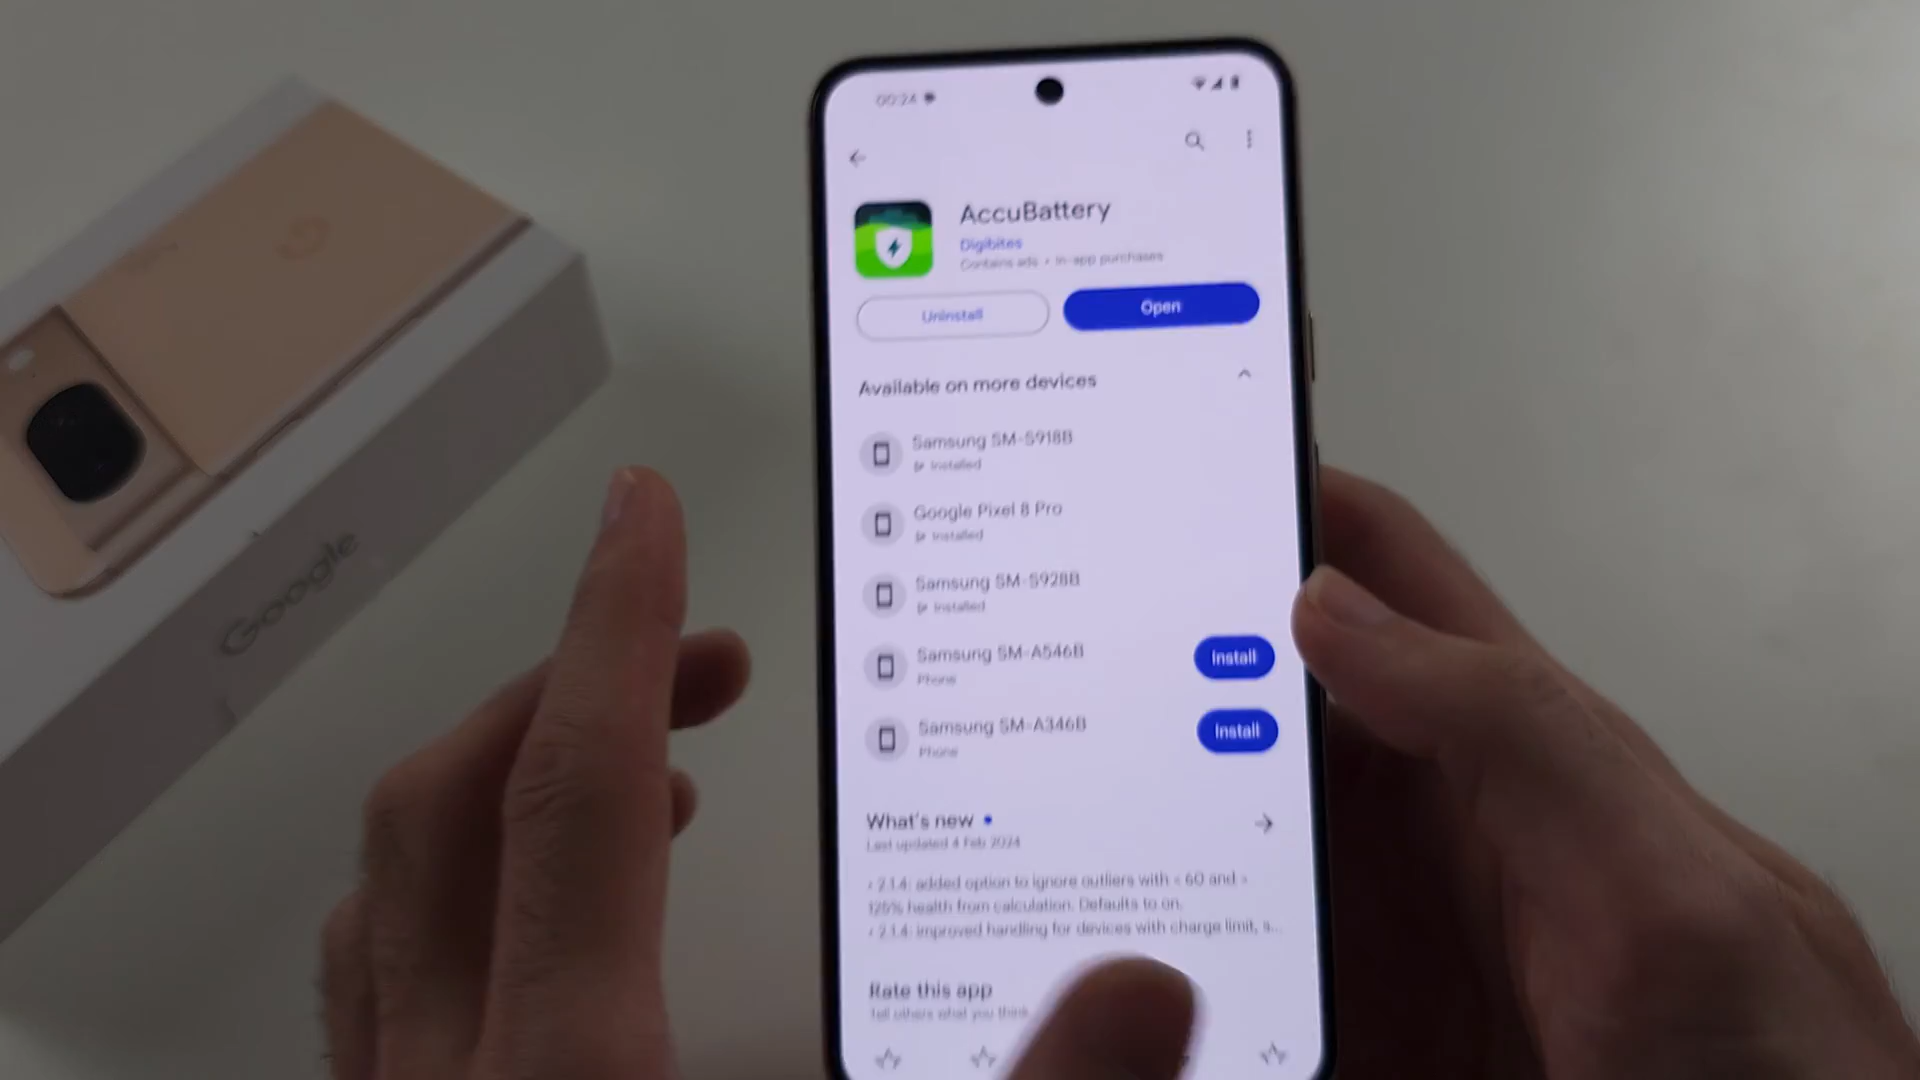 Google
00:24
AccuBattery
Digibites
Contains ads • In-app purchases
Uninstall
Open
Available on more devices
Samsung SM-S918B
Installed
Google Pixel 8 Pro
Installed
Samsung SM-S928B
Installed
Samsung SM-A546B
Phone
Install
Samsung SM-A346B
Phone
Install
What's new
Last updated 4 Feb 2024
• 2.1.4: added option to ignore outliers with < 60 and >
125% health from calculation. Defaults to on.
• 2.1.4: improved handling for devices with charge limit, s...
Rate this app
Tell others what you think